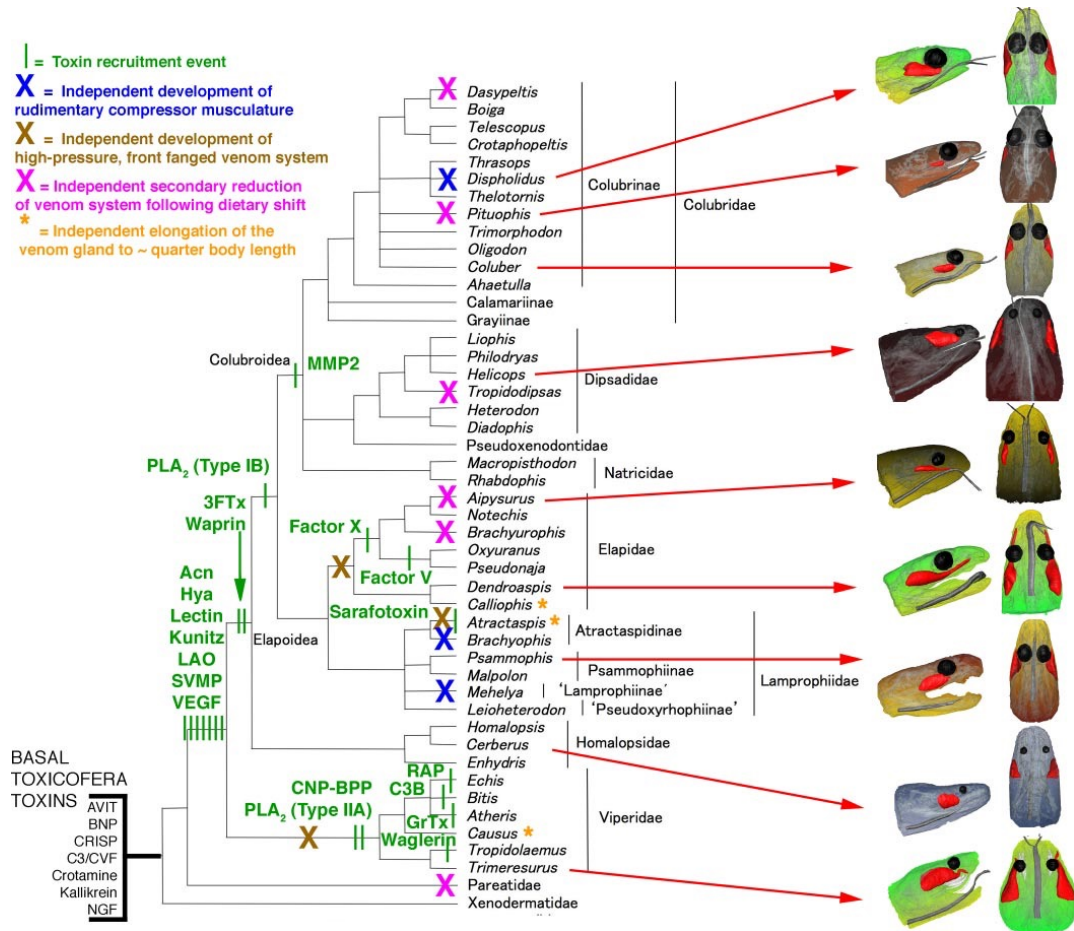 | = Toxin recruitment event
X = Independent development of
rudimentary compressor musculature
X = Independent development of
high-pressure, front fanged venom system
X = Independent secondary reduction
of venom system following dietary shift
* = Independent elongation of the
venom gland to ~ quarter body length
Dasypeltis
Boiga
Telescopus
Crotaphopeltis
Thrasops
Dispholidus
Thelotornis
Pituophis
Trimorphodon
Oligodon
Coluber
Ahaetulla
Calamariinae
Grayiinae
Colubrinae
Colubridae
Colubroidea
MMP2
Liophis
Philodryas
Helicops
Tropidodipsas
Heterodon
Diadophis
Dipsadidae
Pseudoxenodontidae
Macropisthodon
Rhabdophis
Natricidae
PLA2 (Type IB)
3FTx
Waprin
Factor X
Factor V
Aipysurus
Notechis
Brachyurophis
Oxyuranus
Pseudonaja
Dendroaspis
Calliophis *
Elapidae
Acn
Hya
Lectin
Kunitz
LAO
SVMP
VEGF
Elapoidea
Sarafotoxin
Atractaspis *
Brachyophis
Atractaspidinae
Psammophis
Malpolon
Psammophiinae
Lamprophiidae
Mehelya
'Lamprophiinae'
Leioheterodon
'Pseudoxyrhophiinae'
Homalopsis
Cerberus
Enhydris
Homalopsidae
CNP-BPP
PLA2 (Type IIA)
RAP
C3B
GrTx
Waglerin
Echis
Bitis
Atheris
Causus *
Tropidolaemus
Trimeresurus
Viperidae
Pareatidae
Xenodermatidae
BASAL
TOXICOFERA
TOXINS
AVIT
BNP
CRISP
C3/CVF
Crotamine
Kallikrein
NGF